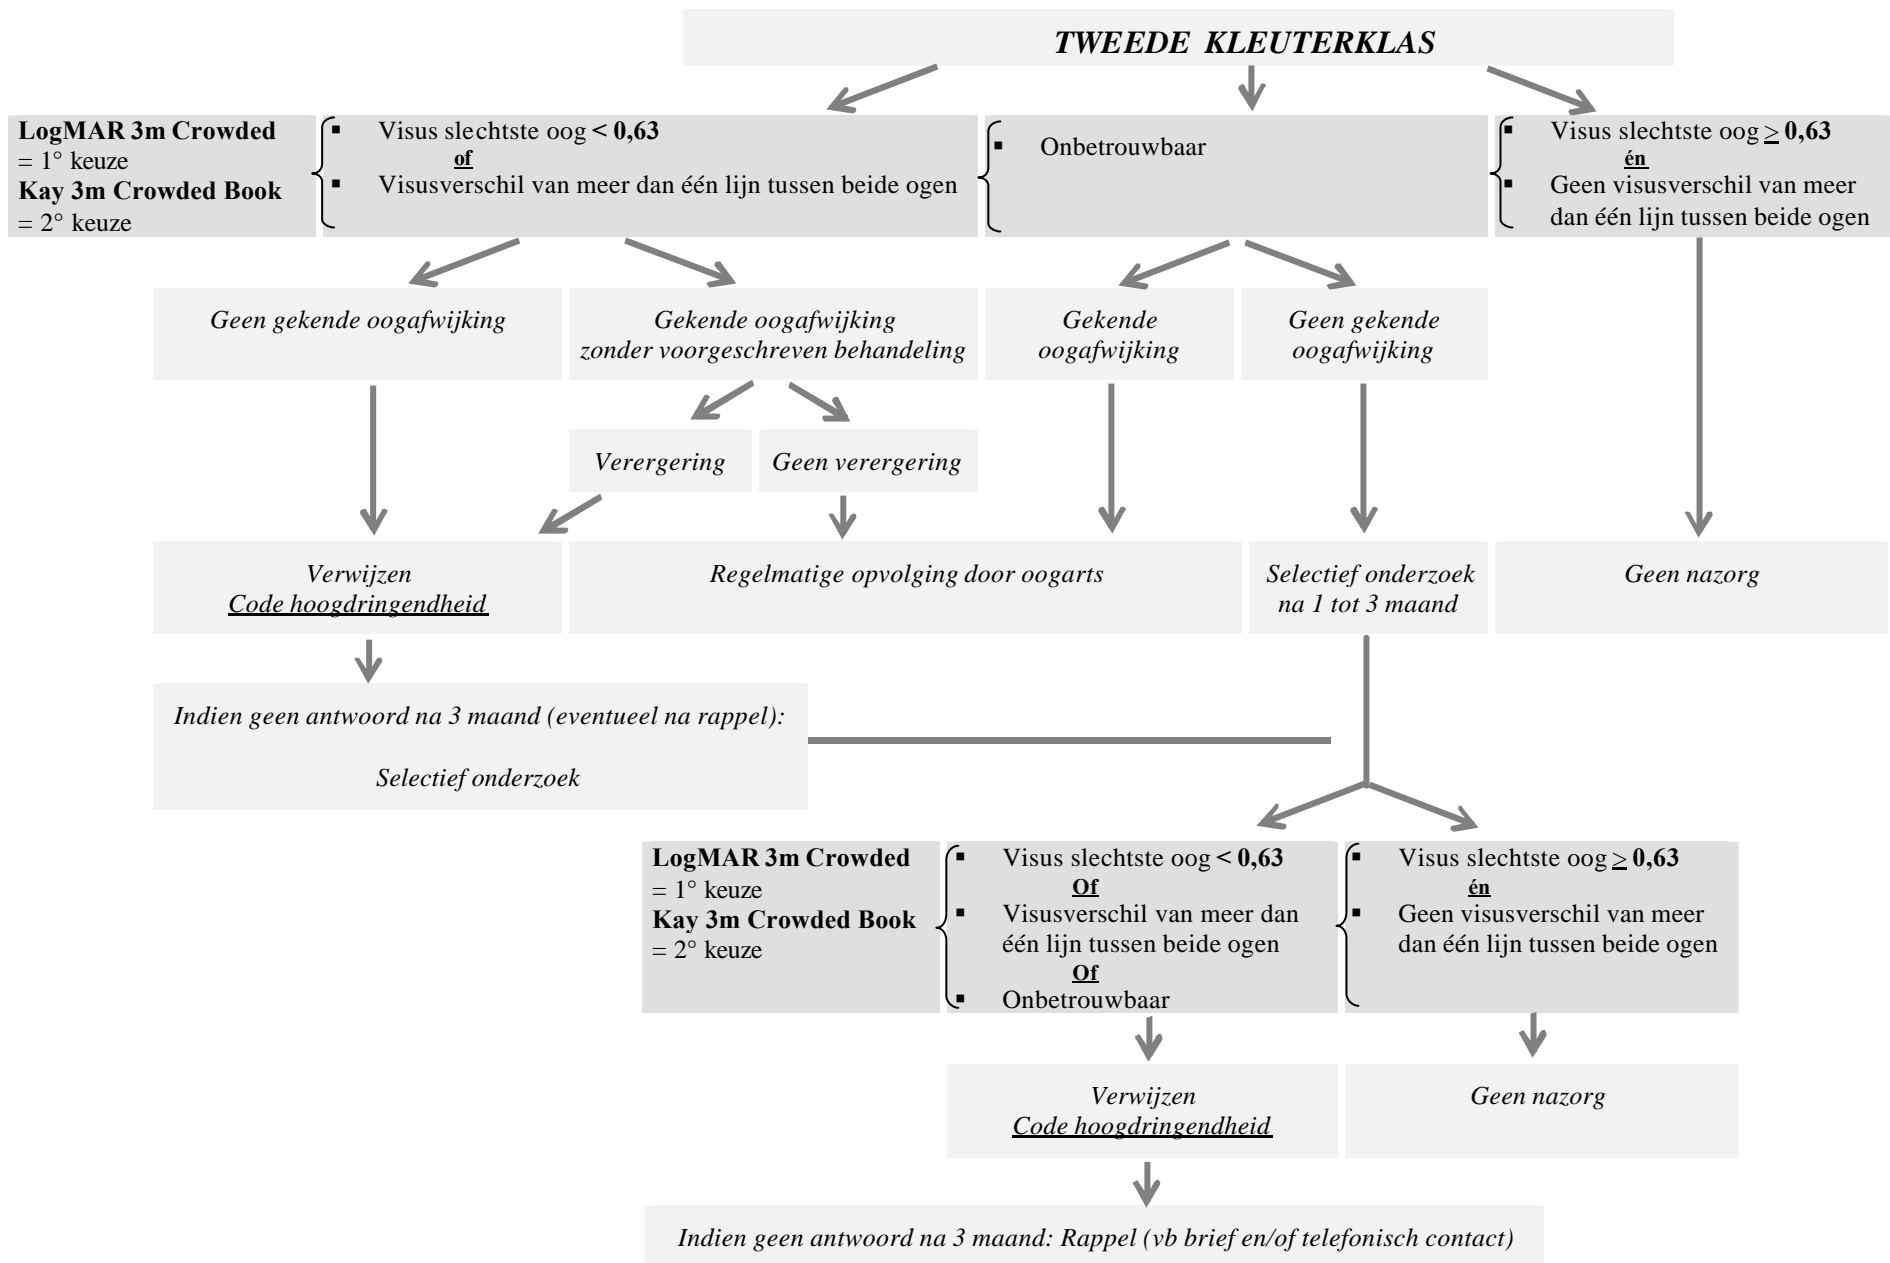 TWEEDE KLEUTERKLAS
LogMAR 3m Crowded
= 1° keuze
Kay 3m Crowded Book
= 2° keuze
▪ Visus slechtste oog < 0,63
of
▪ Visusverschil van meer dan één lijn tussen beide ogen
▪ Onbetrouwbaar
▪ Visus slechtste oog ≥ 0,63
én
▪ Geen visusverschil van meer
dan één lijn tussen beide ogen
Geen gekende oogafwijking
Gekende oogafwijking
zonder voorgeschreven behandeling
Gekende
oogafwijking
Geen gekende
oogafwijking
Verergering
Geen verergering
Verwijzen
Code hoogdringendheid
Regelmatige opvolging door oogarts
Selectief onderzoek
na 1 tot 3 maand
Geen nazorg
Indien geen antwoord na 3 maand (eventueel na rappel):
Selectief onderzoek
LogMAR 3m Crowded
= 1° keuze
Kay 3m Crowded Book
= 2° keuze
▪ Visus slechtste oog < 0,63
Of
▪ Visusverschil van meer dan
één lijn tussen beide ogen
Of
▪ Onbetrouwbaar
▪ Visus slechtste oog ≥ 0,63
én
▪ Geen visusverschil van meer
dan één lijn tussen beide ogen
Verwijzen
Code hoogdringendheid
Geen nazorg
Indien geen antwoord na 3 maand: Rappel (vb brief en/of telefonisch contact)